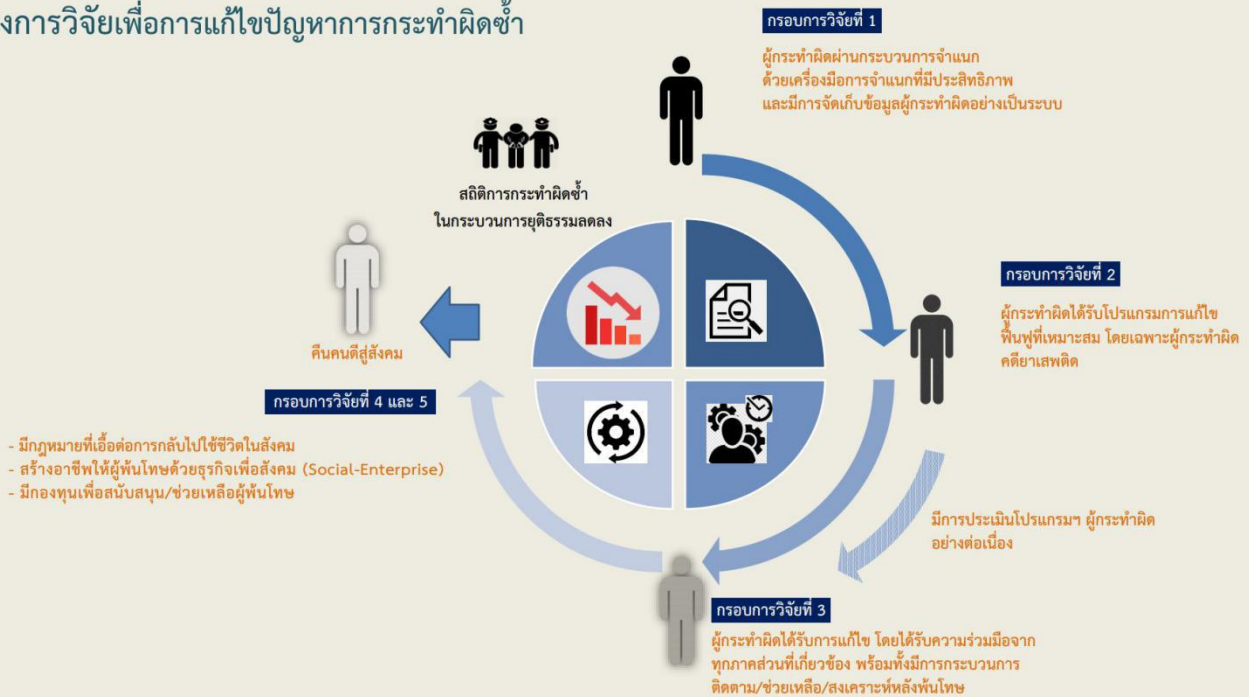 งการวิจัยเพื่อการแก้ไขปัญหาการกระทำผิดซ้ำ
กรอบการวิจัยที่ 1
ผู้กระทำผิดผ่านกระบวนการจำแนก
ด้วยเครื่องมือการจำแนกที่มีประสิทธิภาพ
และมีการจัดเก็บข้อมูลผู้กระทำผิดอย่างเป็นระบบ
สถิติการกระทำผิดซ้ำ
ในกระบวนการยุติธรรมลดลง
กรอบการวิจัยที่ 2
ผู้กระทำผิดได้รับโปรแกรมการแก้ไข
ฟื้นฟูที่เหมาะสม โดยเฉพาะผู้กระทำผิด
คดียาเสพติด
คืนคนดีสู่สังคม
กรอบการวิจัยที่ 4 และ 5
- มีกฎหมายที่เอื้อต่อการกลับไปใช้ชีวิตในสังคม
- สร้างอาชีพให้ผู้พ้นโทษด้วยธุรกิจเพื่อสังคม (Social-Enterprise)
- มีกองทุนเพื่อสนับสนุน/ช่วยเหลือผู้พ้นโทษ
มีการประเมินโปรแกรมฯ ผู้กระทำผิด
อย่างต่อเนื่อง
กรอบการวิจัยที่ 3
ผู้กระทำผิดได้รับการแก้ไข โดยได้รับความร่วมมือจาก
ทุกภาคส่วนที่เกี่ยวข้อง พร้อมทั้งมีการกระบวนการ
ติดตาม/ช่วยเหลือ/สงเคราะห์หลังพ้นโทษ